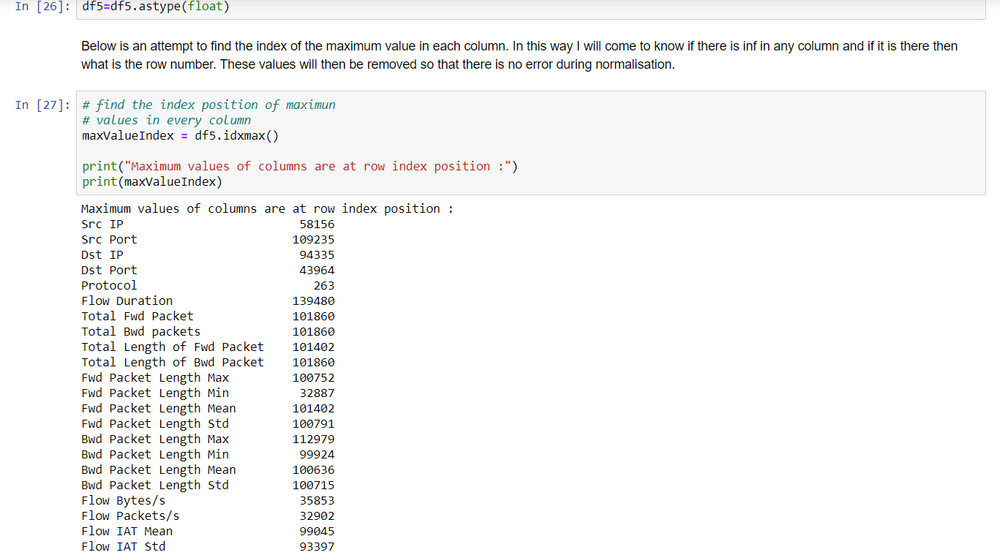 In [26]: df5=df5.astype(float)
Below is an attempt to find the index of the maximum value in each column. In this way I will come to know if there is inf in any column and if it is there then
what is the row number. These values will then be removed so that there is no error during normalisation.
In [27]: # find the index position of maximun
# values in every column
maxValueIndex = df5.idxmax()
print("Maximum values of columns are at row index position :")
print(maxValueIndex)
Maximum values of columns are at row index position :
Src IP 58156
Src Port 109235
Dst IP 94335
Dst Port 43964
Protocol 263
Flow Duration 139480
Total Fwd Packet 101860
Total Bwd packets 101860
Total Length of Fwd Packet 101402
Total Length of Bwd Packet 101860
Fwd Packet Length Max 100752
Fwd Packet Length Min 32887
Fwd Packet Length Mean 101402
Fwd Packet Length Std 100791
Bwd Packet Length Max 112979
Bwd Packet Length Min 99924
Bwd Packet Length Mean 100636
Bwd Packet Length Std 100715
Flow Bytes/s 35853
Flow Packets/s 32902
Flow IAT Mean 99045
Flow IAT Std 93397